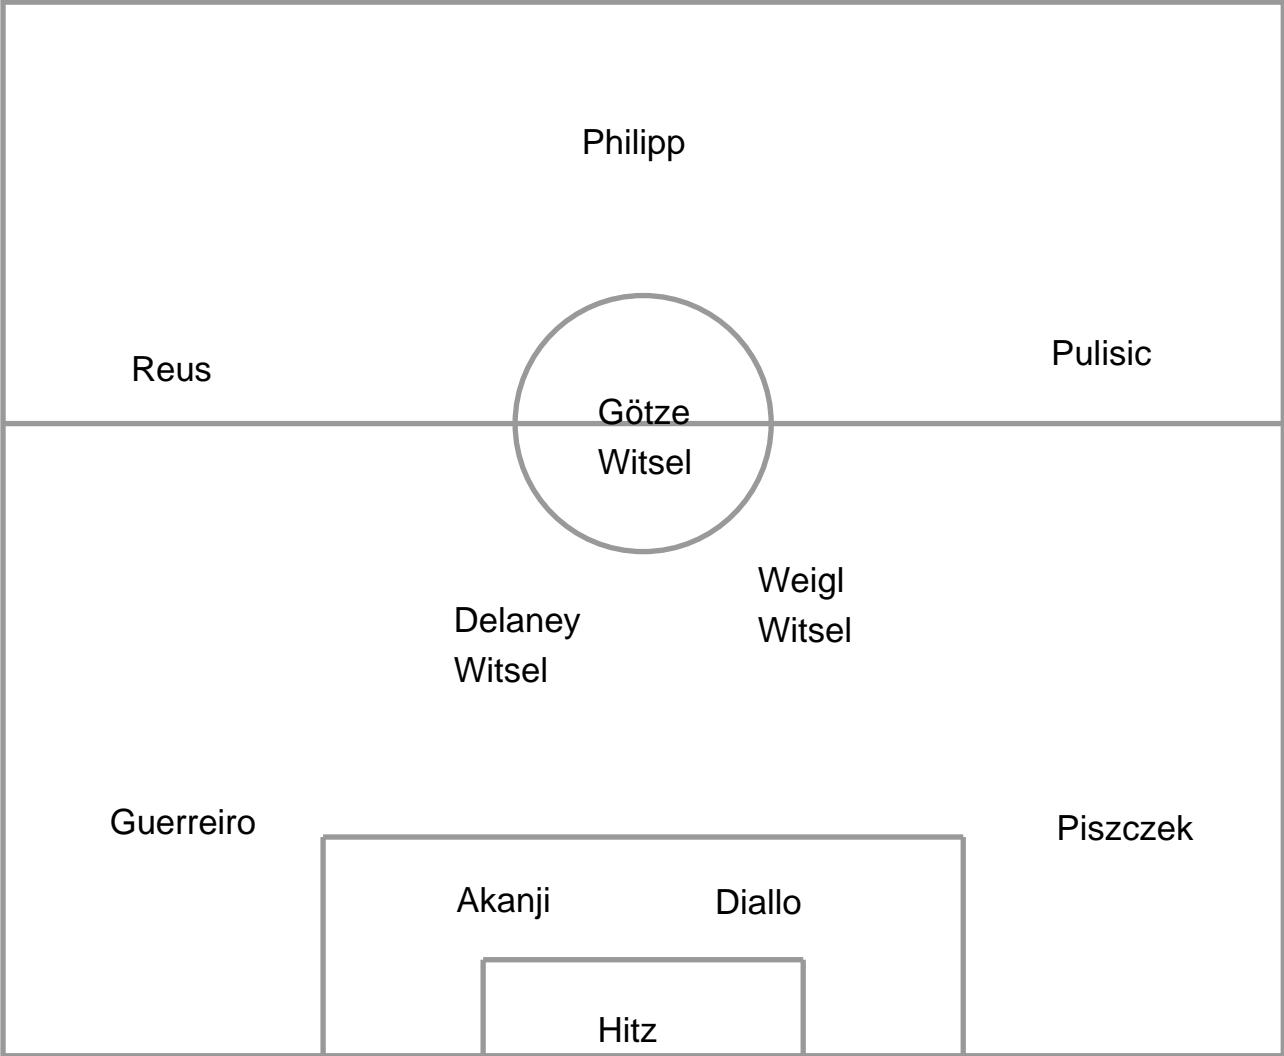 Philipp
Reus
Pulisic
Götze
Witsel
Weigl
Witsel
Delaney
Witsel
Guerreiro
Piszczek
Akanji
Diallo
Hitz